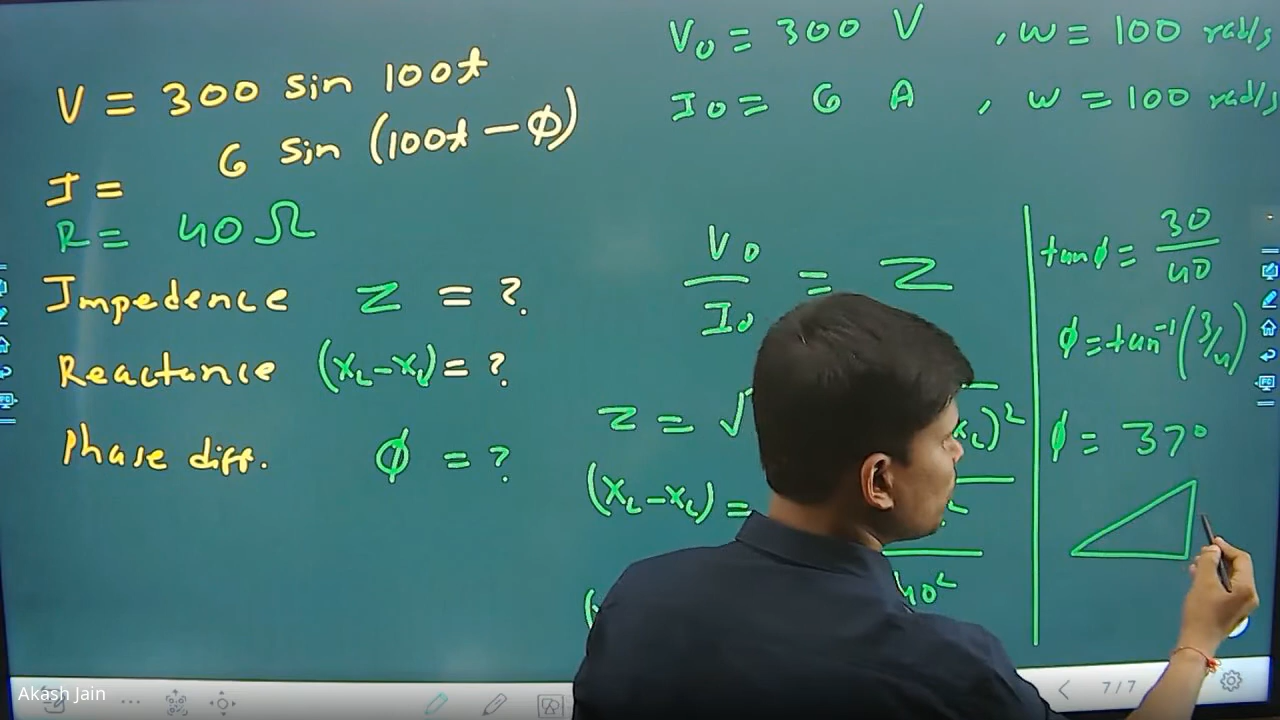 V = 300 sin 100t
I = 6 sin (100t – ϕ)
R = 40 Ω
Impedence Z = ?
Reactance (XL–XC) = ?
Phase diff. ϕ = ?
V0 = 300 V , W = 100 rad/s
I0 = 6 A , W = 100 rad/s
V0/I0 = Z
Z = √
(XL–XC) =
40²
tanϕ = 30/40
ϕ = tan⁻¹(3/4)
ϕ = 37°
Akash Jain
7/7